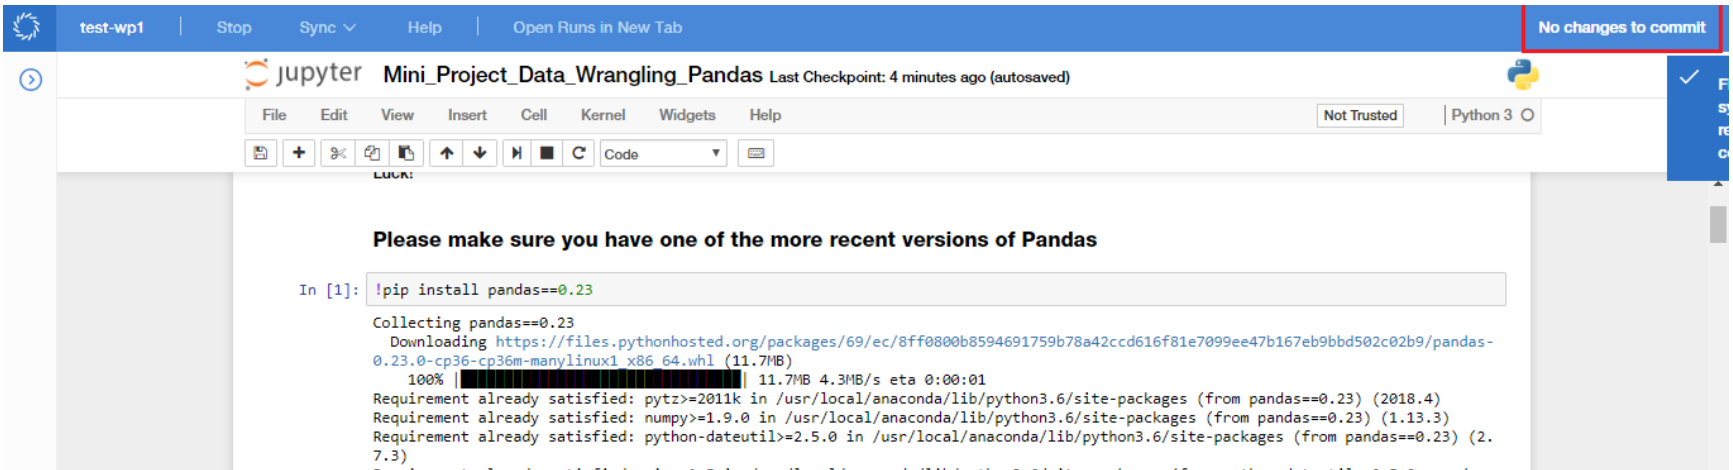 test-wp1 Stop Sync Help Open Runs in New Tab No changes to commit
jupyter Mini_Project_Data_Wrangling_Pandas Last Checkpoint: 4 minutes ago (autosaved)
File Edit View Insert Cell Kernel Widgets Help Not Trusted Python 3
Code
Luck!
Please make sure you have one of the more recent versions of Pandas
In [1]: !pip install pandas==0.23
Collecting pandas==0.23
Downloading https://files.pythonhosted.org/packages/69/ec/8ff0800b8594691759b78a42ccd616f81e7099ee47b167eb9bbd502c02b9/pandas-
0.23.0-cp36-cp36m-manylinux1_x86_64.whl (11.7MB)
100% | | 11.7MB 4.3MB/s eta 0:00:01
Requirement already satisfied: pytz>=2011k in /usr/local/anaconda/lib/python3.6/site-packages (from pandas==0.23) (2018.4)
Requirement already satisfied: numpy>=1.9.0 in /usr/local/anaconda/lib/python3.6/site-packages (from pandas==0.23) (1.13.3)
Requirement already satisfied: python-dateutil>=2.5.0 in /usr/local/anaconda/lib/python3.6/site-packages (from pandas==0.23) (2.
7.3)